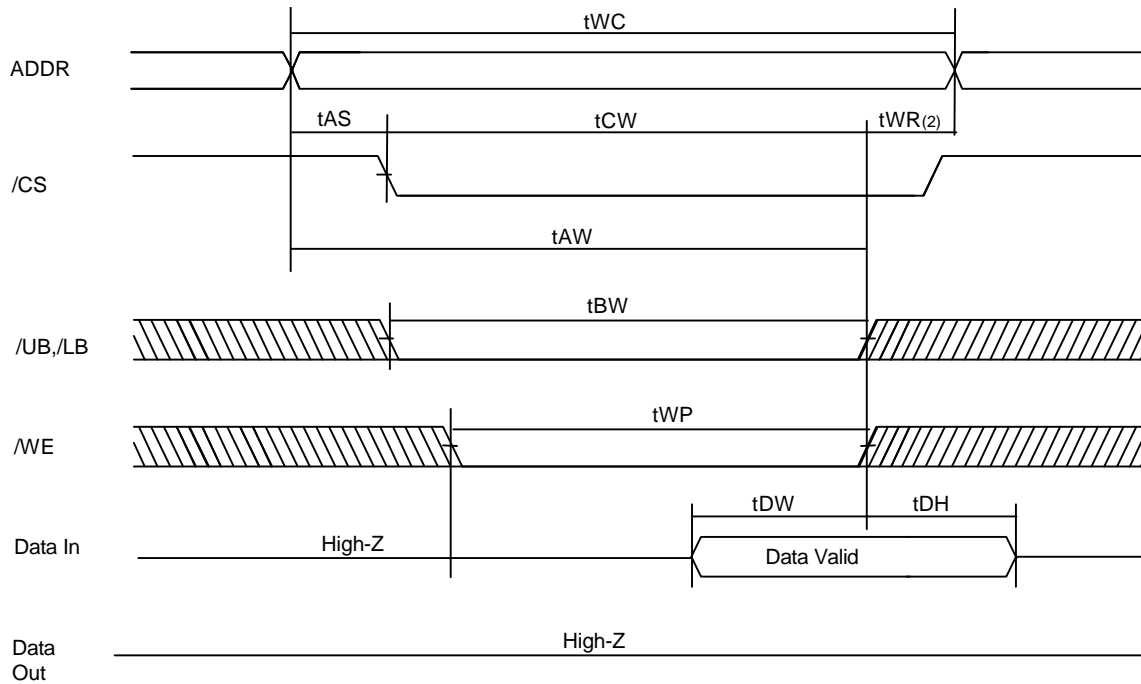 tWC
ADDR
tAS tCW tWR(2)
/CS
tAW
tBW
/UB,/LB
tWP
/WE
tDW tDH
Data In High-Z Data Valid
High-Z
Data
Out